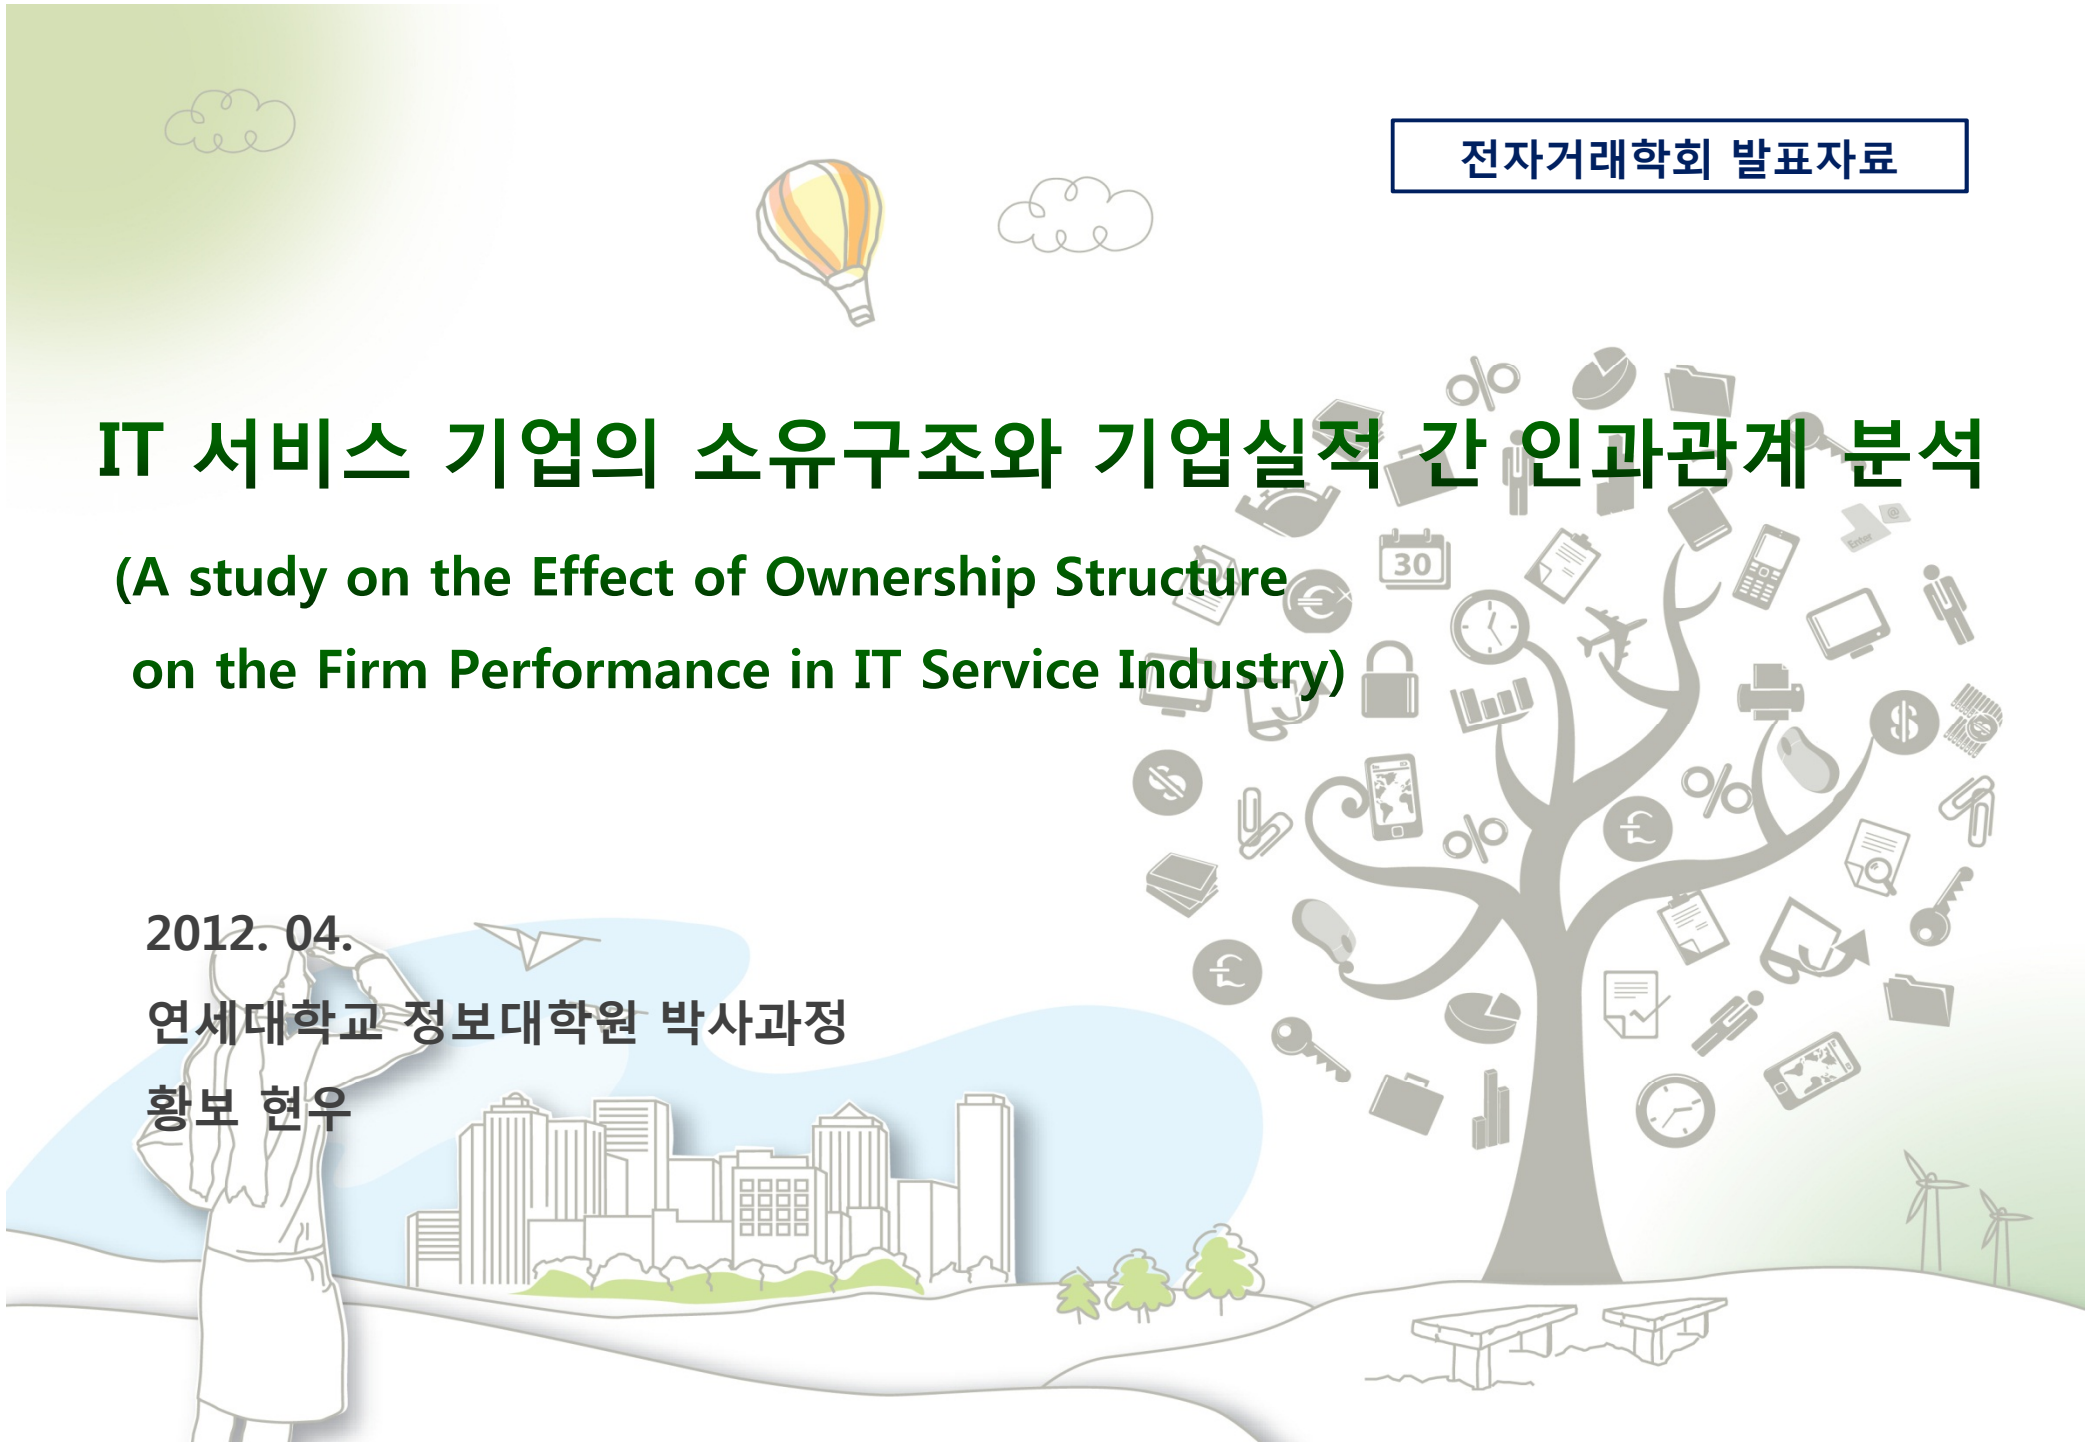 전자거래학회 발표자료
IT 서비스 기업의 소유구조와 기업실적 간 인과관계 분석
(A study on the Effect of Ownership Structure
on the Firm Performance in IT Service Industry)
30
Enter
@
2012. 04.
연세대학교 정보대학원 박사과정
황보 현우